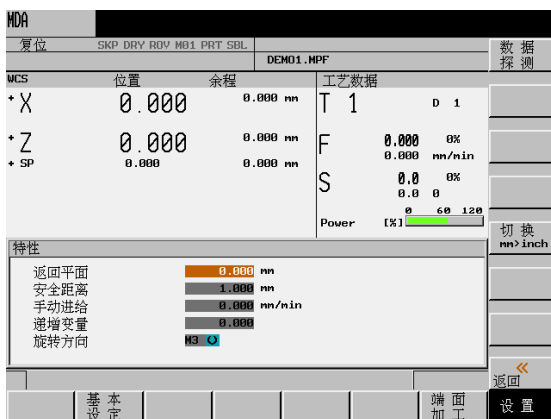 MDA
复位 SKP DRY ROV M01 PRT SBL
DEMO1.MPF
数据
探测
WCS 位置 余程 工艺数据
+ X 0.000 0.000 mm T 1 D 1
+ Z 0.000 0.000 mm F 0.000 0%
0.000 mm/min
+ SP 0.000 0.000 mm
S 0.0 0%
0.0 0
0 60 120
Power [%]
切换
mm>inch
特性
返回平面 0.000 mm
安全距离 1.000 mm
手动进给 0.000 mm/min
递增变量 0.000
旋转方向 M3
«
返回
基本
设定
端面
加工
设置